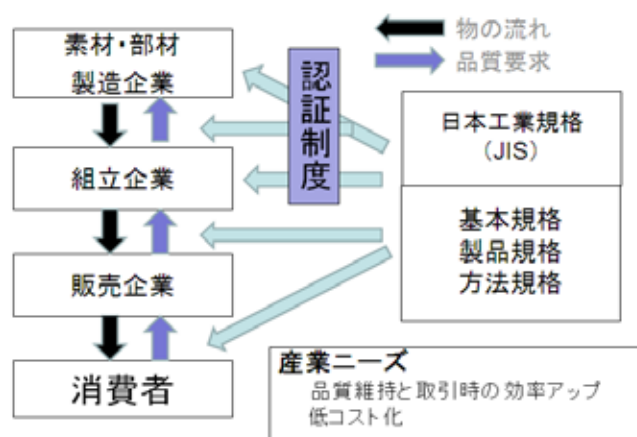 物の流れ
品質要求
素材・部材
製造企業
認証制度
日本工業規格
(JIS)
組立企業
基本規格
製品規格
方法規格
販売企業
消費者
産業ニーズ
品質維持と取引時の効率アップ
低コスト化